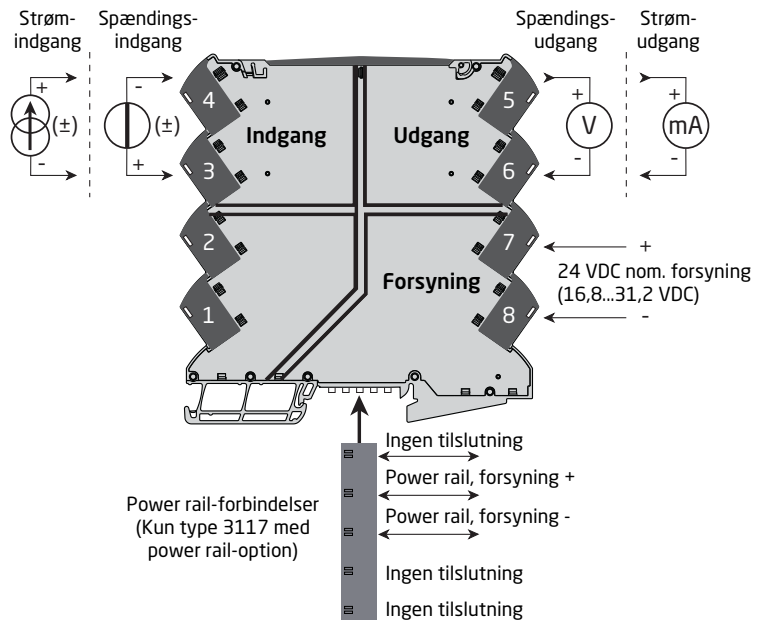 Strøm-
indgang
Spændings-
indgang
Spændings-
udgang
Strøm-
udgang
+
-
(±)
-
+
(±)
4
3
2
1
Indgang
Udgang
Forsyning
5
6
7
8
+
V
-
+
mA
-
+
24 VDC nom. forsyning
(16,8...31,2 VDC)
-
Power rail-forbindelser
(Kun type 3117 med
power rail-option)
Ingen tilslutning
Power rail, forsyning +
Power rail, forsyning -
Ingen tilslutning
Ingen tilslutning